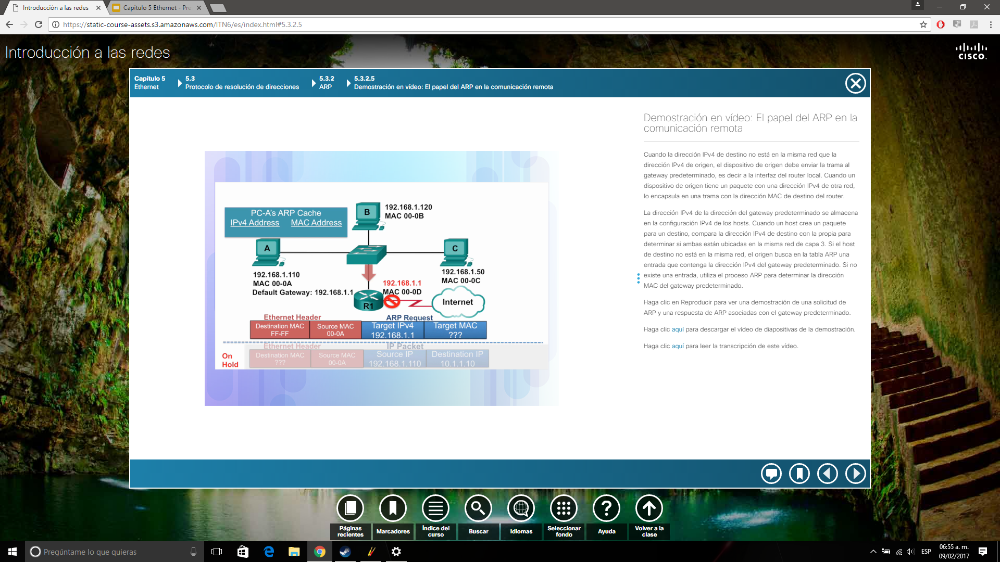 Introducción a las redes
Capitulo 5 Ethernet - Pre
https://static-course-assets.s3.amazonaws.com/ITN6/es/index.html#5.3.2.5
Introducción a las redes
CISCO
Capítulo 5
Ethernet
5.3
Protocolo de resolución de direcciones
5.3.2
ARP
5.3.2.5
Demostración en vídeo: El papel del ARP en la comunicación remota
PC-A's ARP Cache
IPv4 Address MAC Address
B
192.168.1.120
MAC 00-0B
A
192.168.1.110
MAC 00-0A
Default Gateway: 192.168.1.1
C
192.168.1.50
MAC 00-0C
192.168.1.1
MAC 00-0D
R1
Internet
Ethernet Header
ARP Request
Destination MAC
FF-FF
Source MAC
00-0A
Target IPv4
192.168.1.1
Target MAC
???
Ethernet Header
IP Packet
On
Hold
Destination MAC
???
Source MAC
00-0A
Source IP
192.168.1.110
Destination IP
10.1.1.10
Demostración en vídeo: El papel del ARP en la
comunicación remota
Cuando la dirección IPv4 de destino no está en la misma red que la
dirección IPv4 de origen, el dispositivo de origen debe enviar la trama al
gateway predeterminado, es decir a la interfaz del router local. Cuando un
dispositivo de origen tiene un paquete con una dirección IPv4 de otra red,
lo encapsula en una trama con la dirección MAC de destino del router.
La dirección IPv4 de la dirección del gateway predeterminado se almacena
en la configuración IPv4 de los hosts. Cuando un host crea un paquete
para un destino, compara la dirección IPv4 de destino con la propia para
determinar si ambas están ubicadas en la misma red de capa 3. Si el host
de destino no está en la misma red, el origen busca en la tabla ARP una
entrada que contenga la dirección IPv4 del gateway predeterminado. Si no
existe una entrada, utiliza el proceso ARP para determinar la dirección
MAC del gateway predeterminado.
Haga clic en Reproducir para ver una demostración de una solicitud de
ARP y una respuesta de ARP asociadas con el gateway predeterminado.
Haga clic aquí para descargar el vídeo de diapositivas de la demostración.
Haga clic aquí para leer la transcripción de este vídeo.
Páginas
recientes
Marcadores
Índice del
curso
Buscar
Idiomas
Seleccionar
fondo
Ayuda
Volver a la
clase
Pregúntame lo que quieras
ESP
06:55 a. m.
09/02/2017